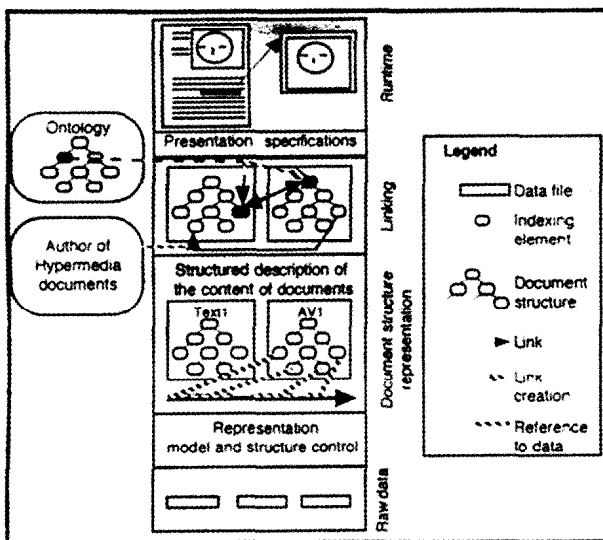 Ontology
Author of
Hypermedia
documents
Presentation specifications
Structured description of
the content of documents
Text1
AV1
Representation
model and structure control
Runtime
Linking
Document structure
representation
Raw data
Legend
Data file
Indexing
element
Document
structure
Link
Link
creation
Reference
to data